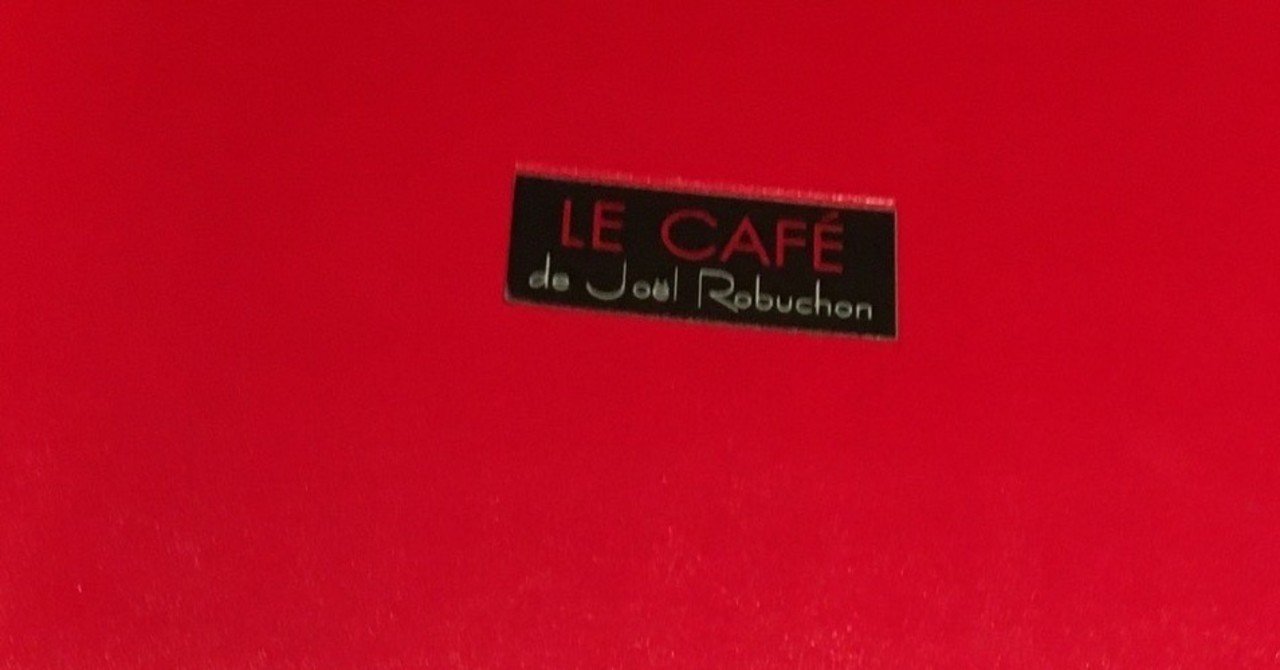 LE CAFÉ
de Joël Robuchon